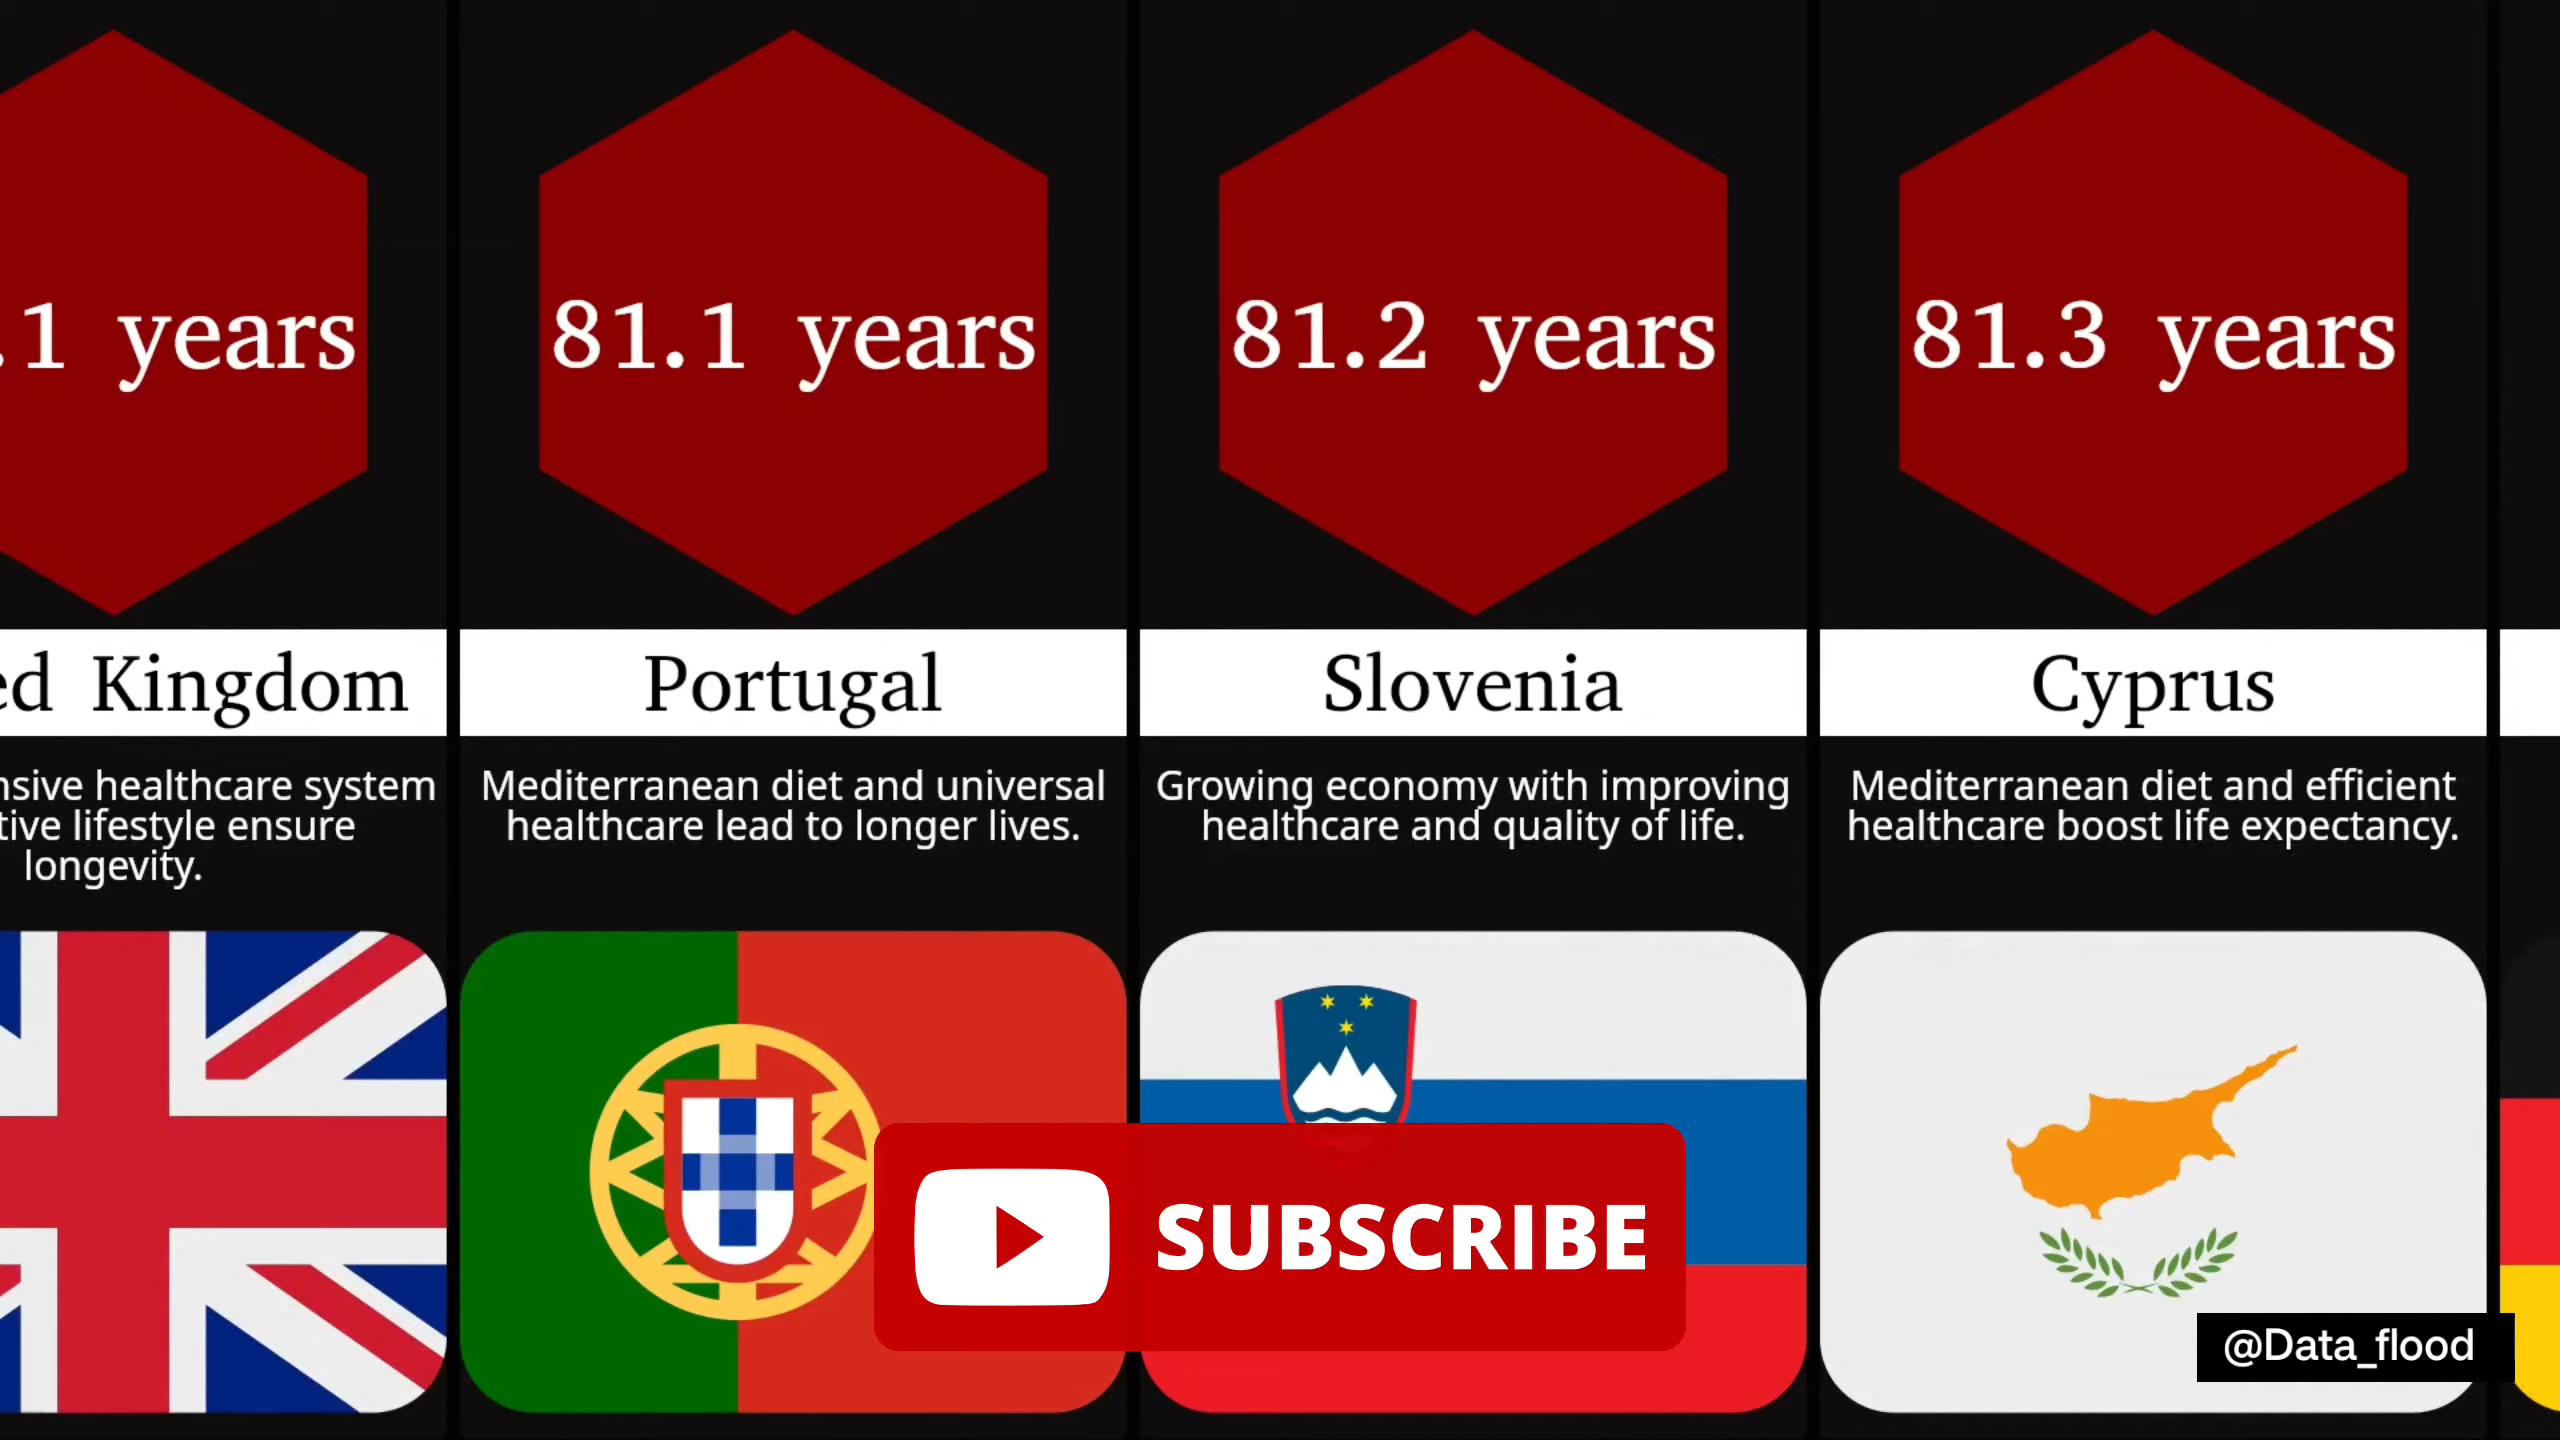 .1 years
81.1 years
81.2 years
81.3 years
Kingdom
Portugal
Slovenia
Cyprus
healthcare system
lifestyle ensure
longevity.
Mediterranean diet and universal
healthcare lead to longer lives.
Growing economy with improving
healthcare and quality of life.
Mediterranean diet and efficient
healthcare boost life expectancy.
SUBSCRIBE
@Data_flood